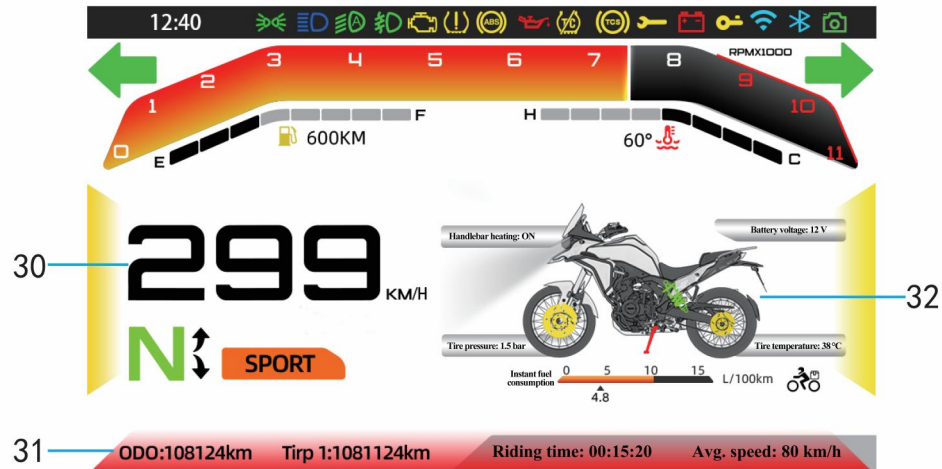 12:40
A
ABS
T/C
TCS
RPMX1000
0 1 2 3 4 5 6 7 8 9 10 11
E F H C
600KM 60°
Handlebar heating: ON
Battery voltage: 12 V
30
299 KM/H
32
N SPORT
Tire pressure: 1.5 bar
Tire temperature: 38 °C
Instant fuel
consumption
0 5 10 15
L/100km
4.8
31
ODO:108124km Tirp 1:1081124km Riding time: 00:15:20 Avg. speed: 80 km/h